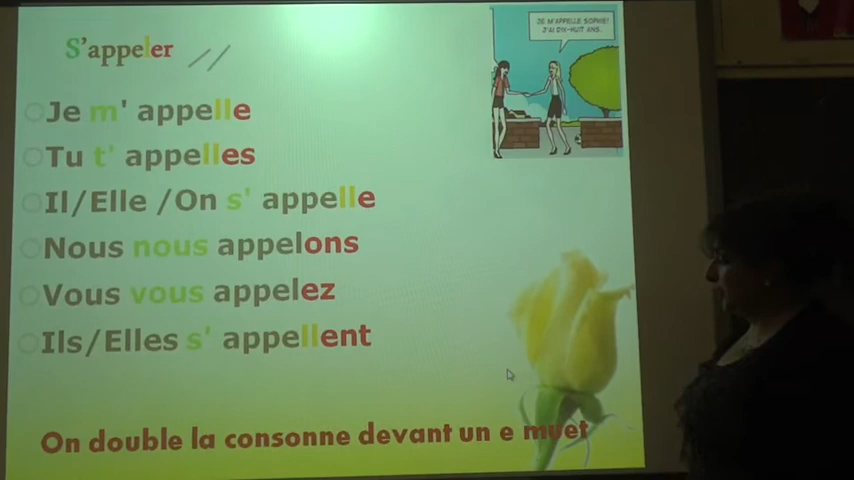 S'appeler
JE M'APPELLE SOPHIE!
J'AI DIX-HUIT ANS.
Je m' appelle
Tu t' appelles
Il/Elle /On s' appelle
Nous nous appelons
Vous vous appelez
Ils/Elles s' appellent
On double la consonne devant un e muet